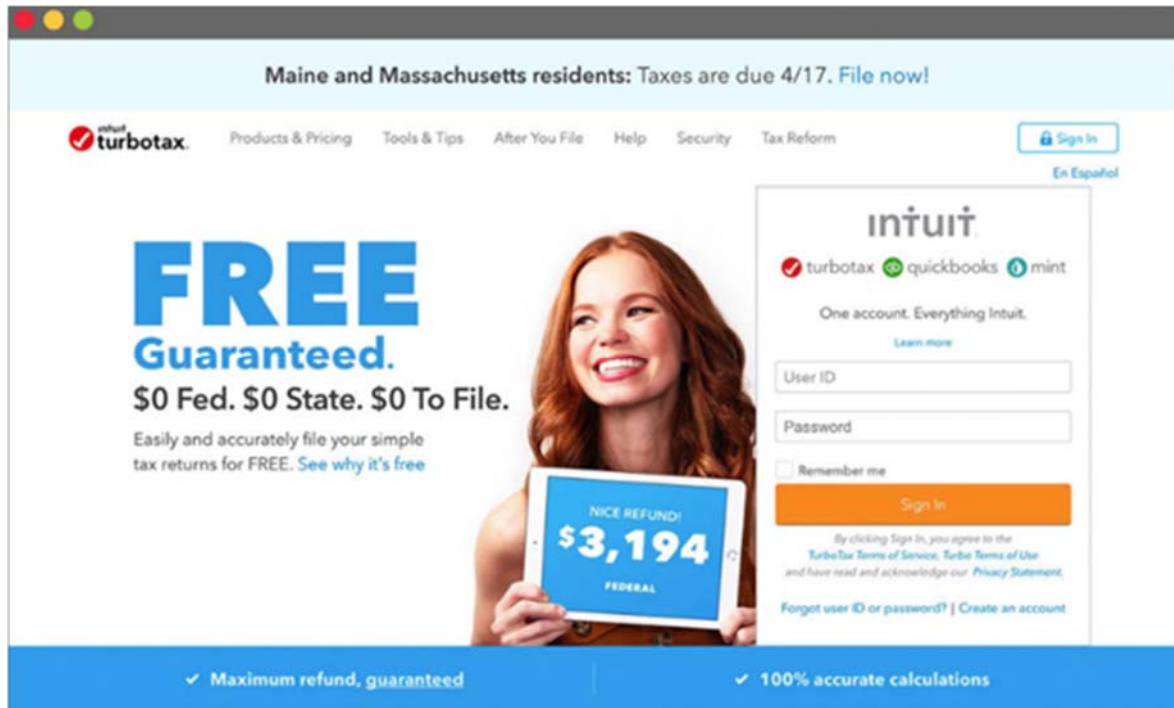 Maine and Massachusetts residents: Taxes are due 4/17. File now!
intuit
turbotax.
Products & Pricing Tools & Tips After You File Help Security Tax Reform
Sign In
En Español
FREE
Guaranteed.
$0 Fed. $0 State. $0 To File.
Easily and accurately file your simple
tax returns for FREE. See why it's free
NICE REFUND!
$3,194
FEDERAL
intuit
turbotax quickbooks mint
One account. Everything Intuit.
Learn more
User ID
Password
Remember me
Sign In
By clicking Sign In, you agree to the
TurboTax Terms of Service, Turbo Terms of Use
and have read and acknowledge our Privacy Statement.
Forgot user ID or password? | Create an account
✓ Maximum refund, guaranteed
✓ 100% accurate calculations